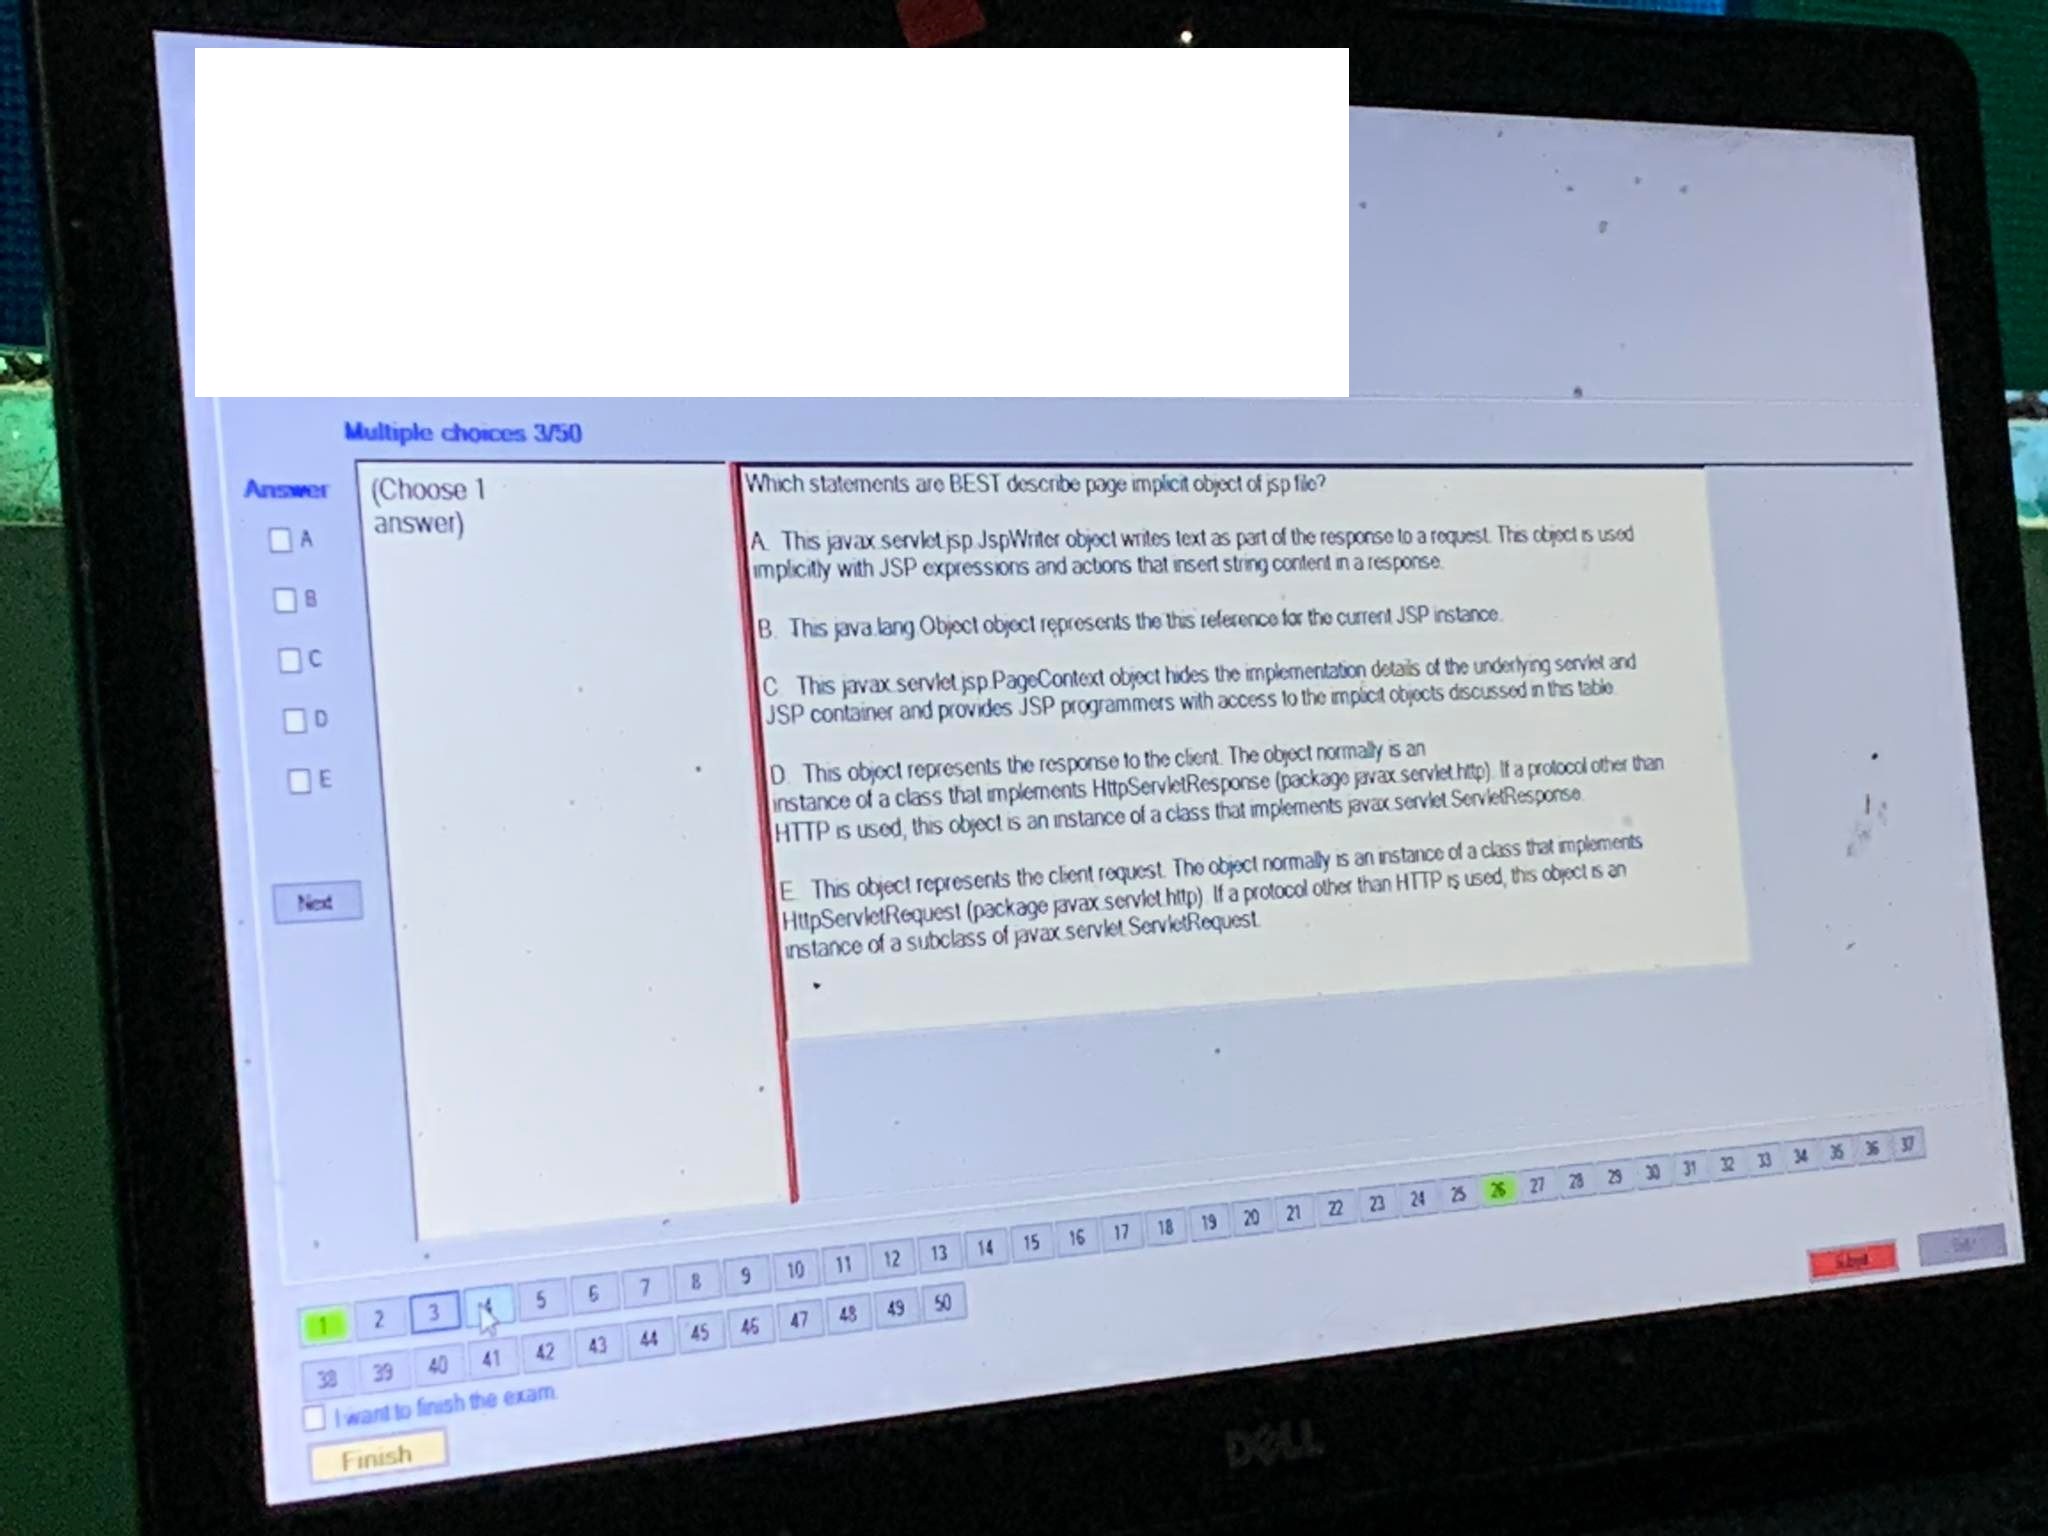 Multiple choices 3/50
Answer
A
B
C
D
E
Next
(Choose 1
answer)
Which statements are BEST describe page implicit object of jsp file?
A. This javax.servlet.jsp.JspWriter object writes text as part of the response to a request. This object is used
implicitly with JSP expressions and actions that insert string content in a response.
B. This java.lang.Object object represents the this reference for the current JSP instance.
C. This javax.servlet.jsp.PageContext object hides the implementation details of the underlying servlet and
JSP container and provides JSP programmers with access to the implicit objects discussed in this table.
D. This object represents the response to the client. The object normally is an
instance of a class that implements HttpServletResponse (package javax.servlet.http). If a protocol other than
HTTP is used, this object is an instance of a class that implements javax.servlet.ServletResponse.
E. This object represents the client request. The object normally is an instance of a class that implements
HttpServletRequest (package javax.servlet.http). If a protocol other than HTTP is used, this object is an
instance of a subclass of javax.servlet.ServletRequest.
1 2 3 4 5 6 7 8 9 10 11 12 13 14 15 16 17 18 19 20 21 22 23 24 25 26 27 28 29 30 31 32 33 34 35 36 37
38 39 40 41 42 43 44 45 46 47 48 49 50
I want to finish the exam.
Finish
Submit
DELL